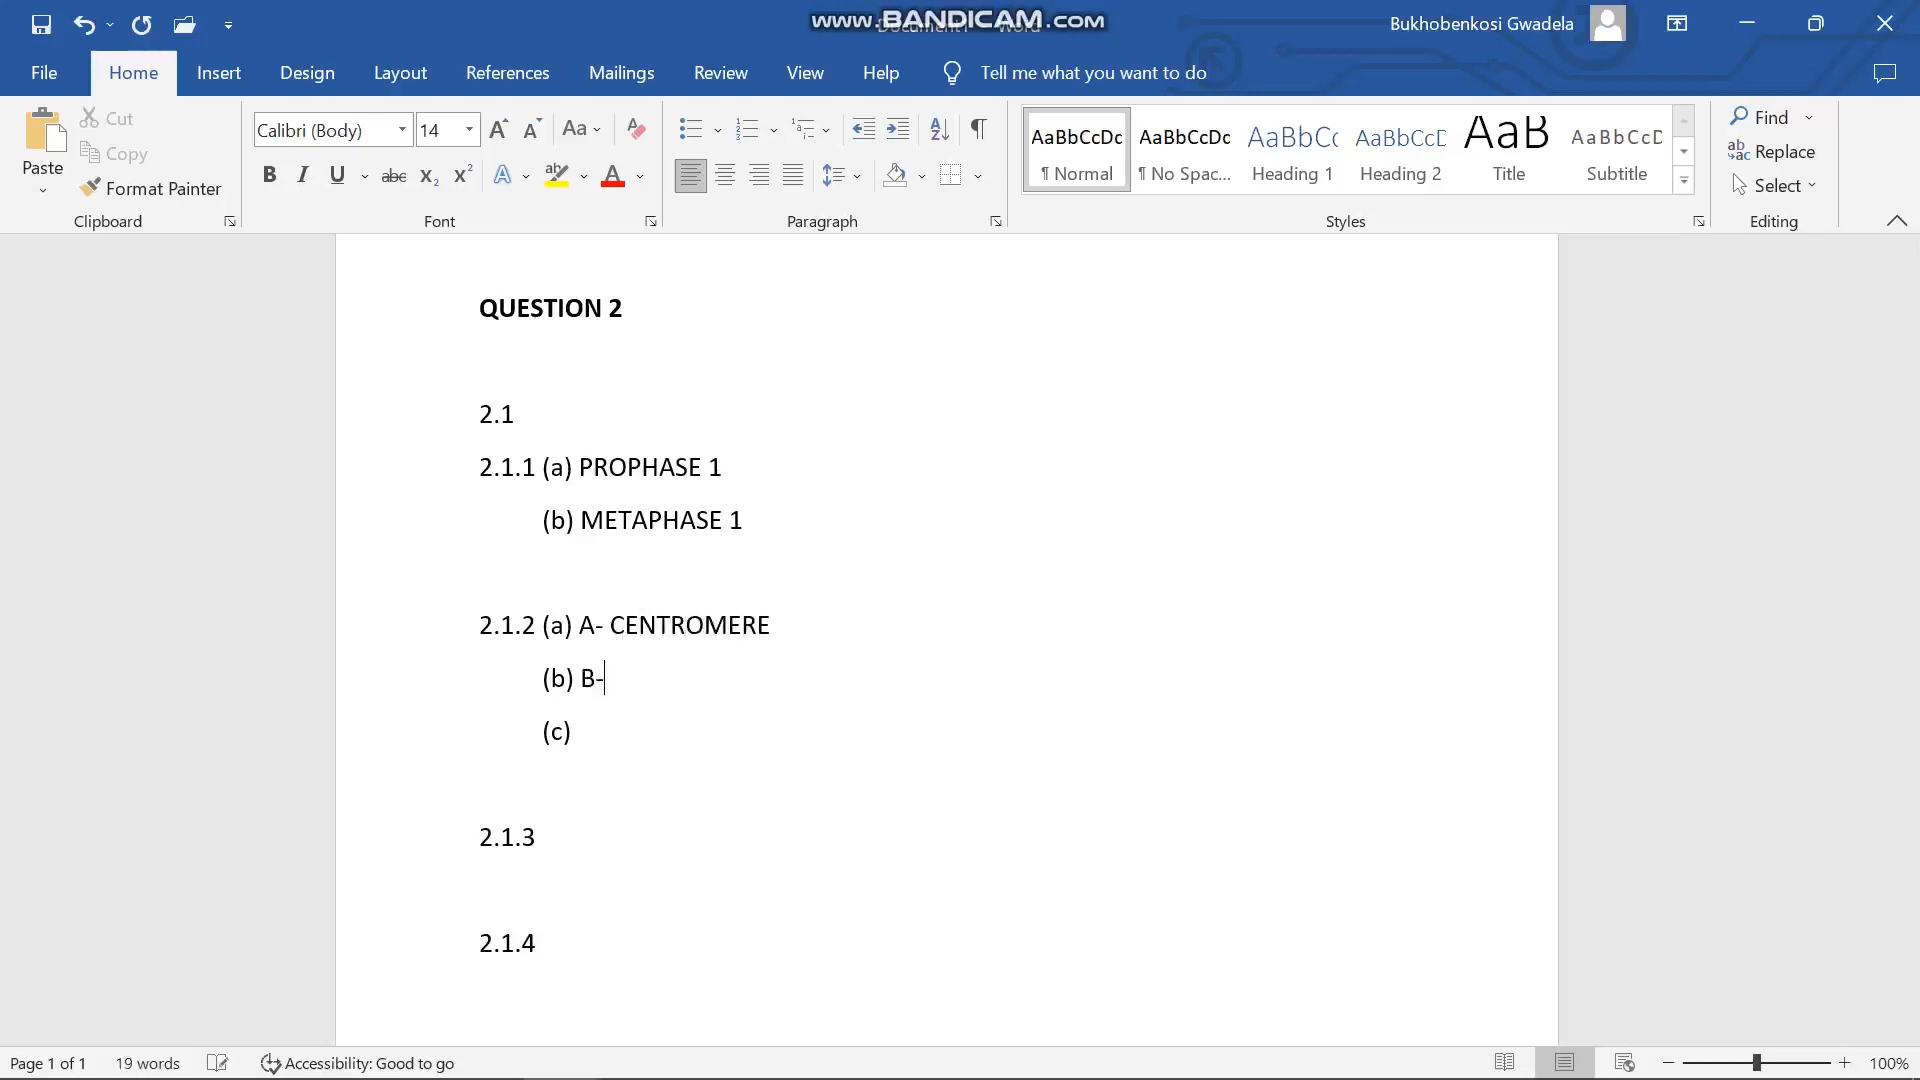 www.BANDICAM.com
Bukhobenkosi Gwadela
File Home Insert Design Layout References Mailings Review View Help Tell me what you want to do
Paste
Cut
Copy
Format Painter
Clipboard
Calibri (Body) 14
Font
Paragraph
AaBbCcDc AaBbCcDc AaBbCc AaBbCcD AaB AaBbCcD
¶ Normal ¶ No Spac... Heading 1 Heading 2 Title Subtitle
Styles
Find
Replace
Select
Editing
QUESTION 2
2.1
2.1.1 (a) PROPHASE 1
(b) METAPHASE 1
2.1.2 (a) A- CENTROMERE
(b) B-
(c)
2.1.3
2.1.4
Page 1 of 1 19 words Accessibility: Good to go 100%